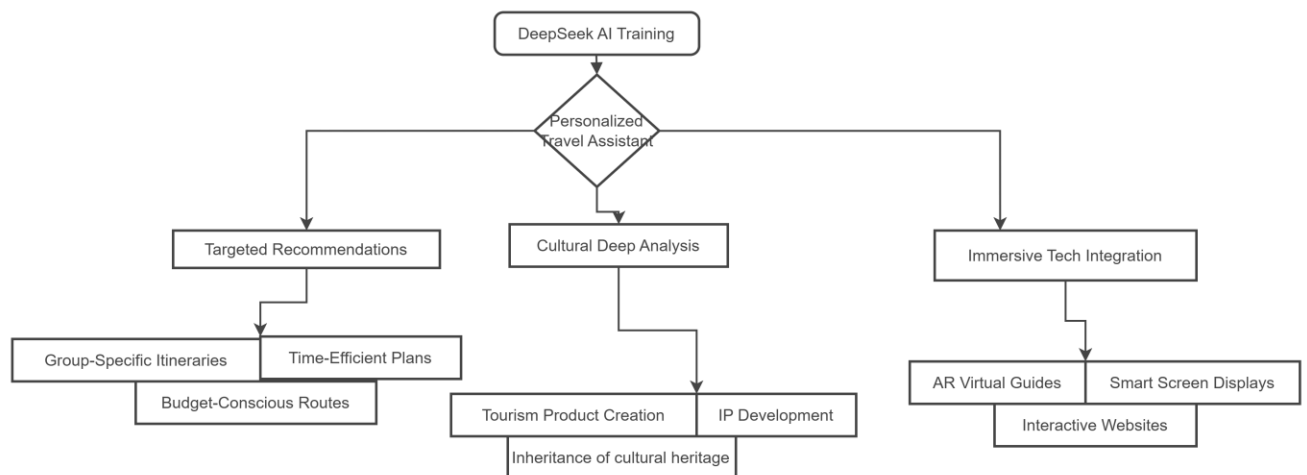 DeepSeek AI Training
Personalized
Travel Assistant
Targeted Recommendations
Cultural Deep Analysis
Immersive Tech Integration
Group-Specific Itineraries
Time-Efficient Plans
Budget-Conscious Routes
Tourism Product Creation
IP Development
Inheritance of cultural heritage
AR Virtual Guides
Smart Screen Displays
Interactive Websites